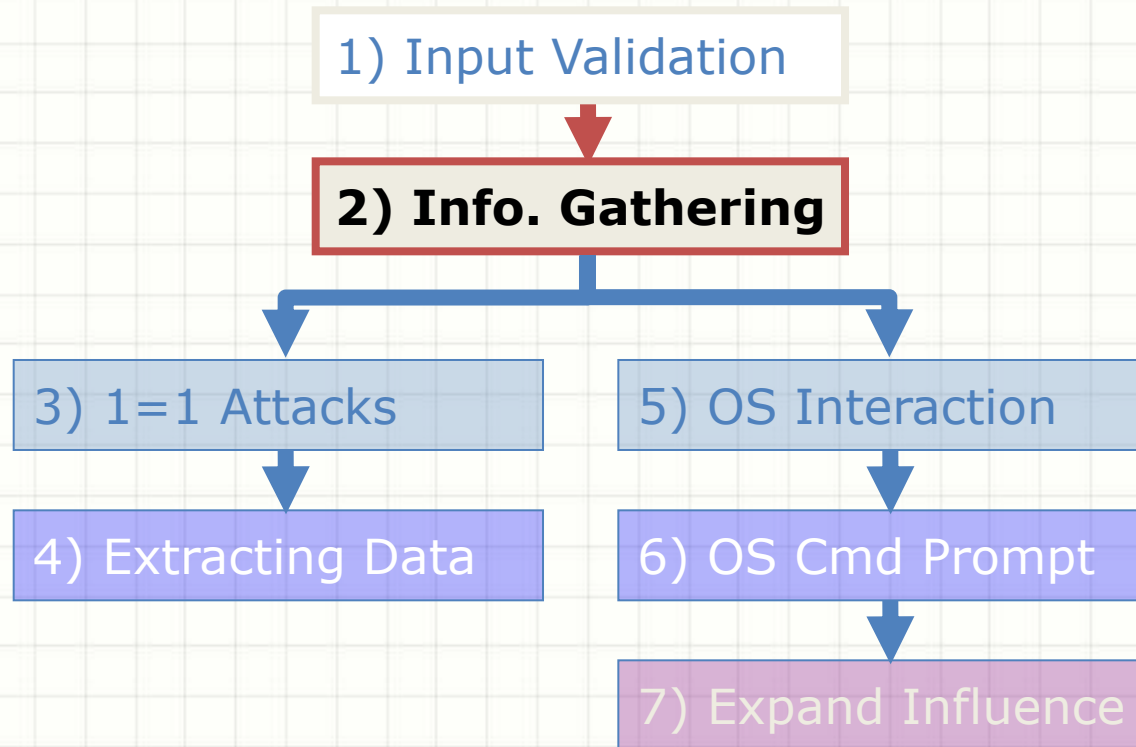 1) Input Validation
2) Info. Gathering
3) 1=1 Attacks
4) Extracting Data
5) OS Interaction
6) OS Cmd Prompt
7) Expand Influence